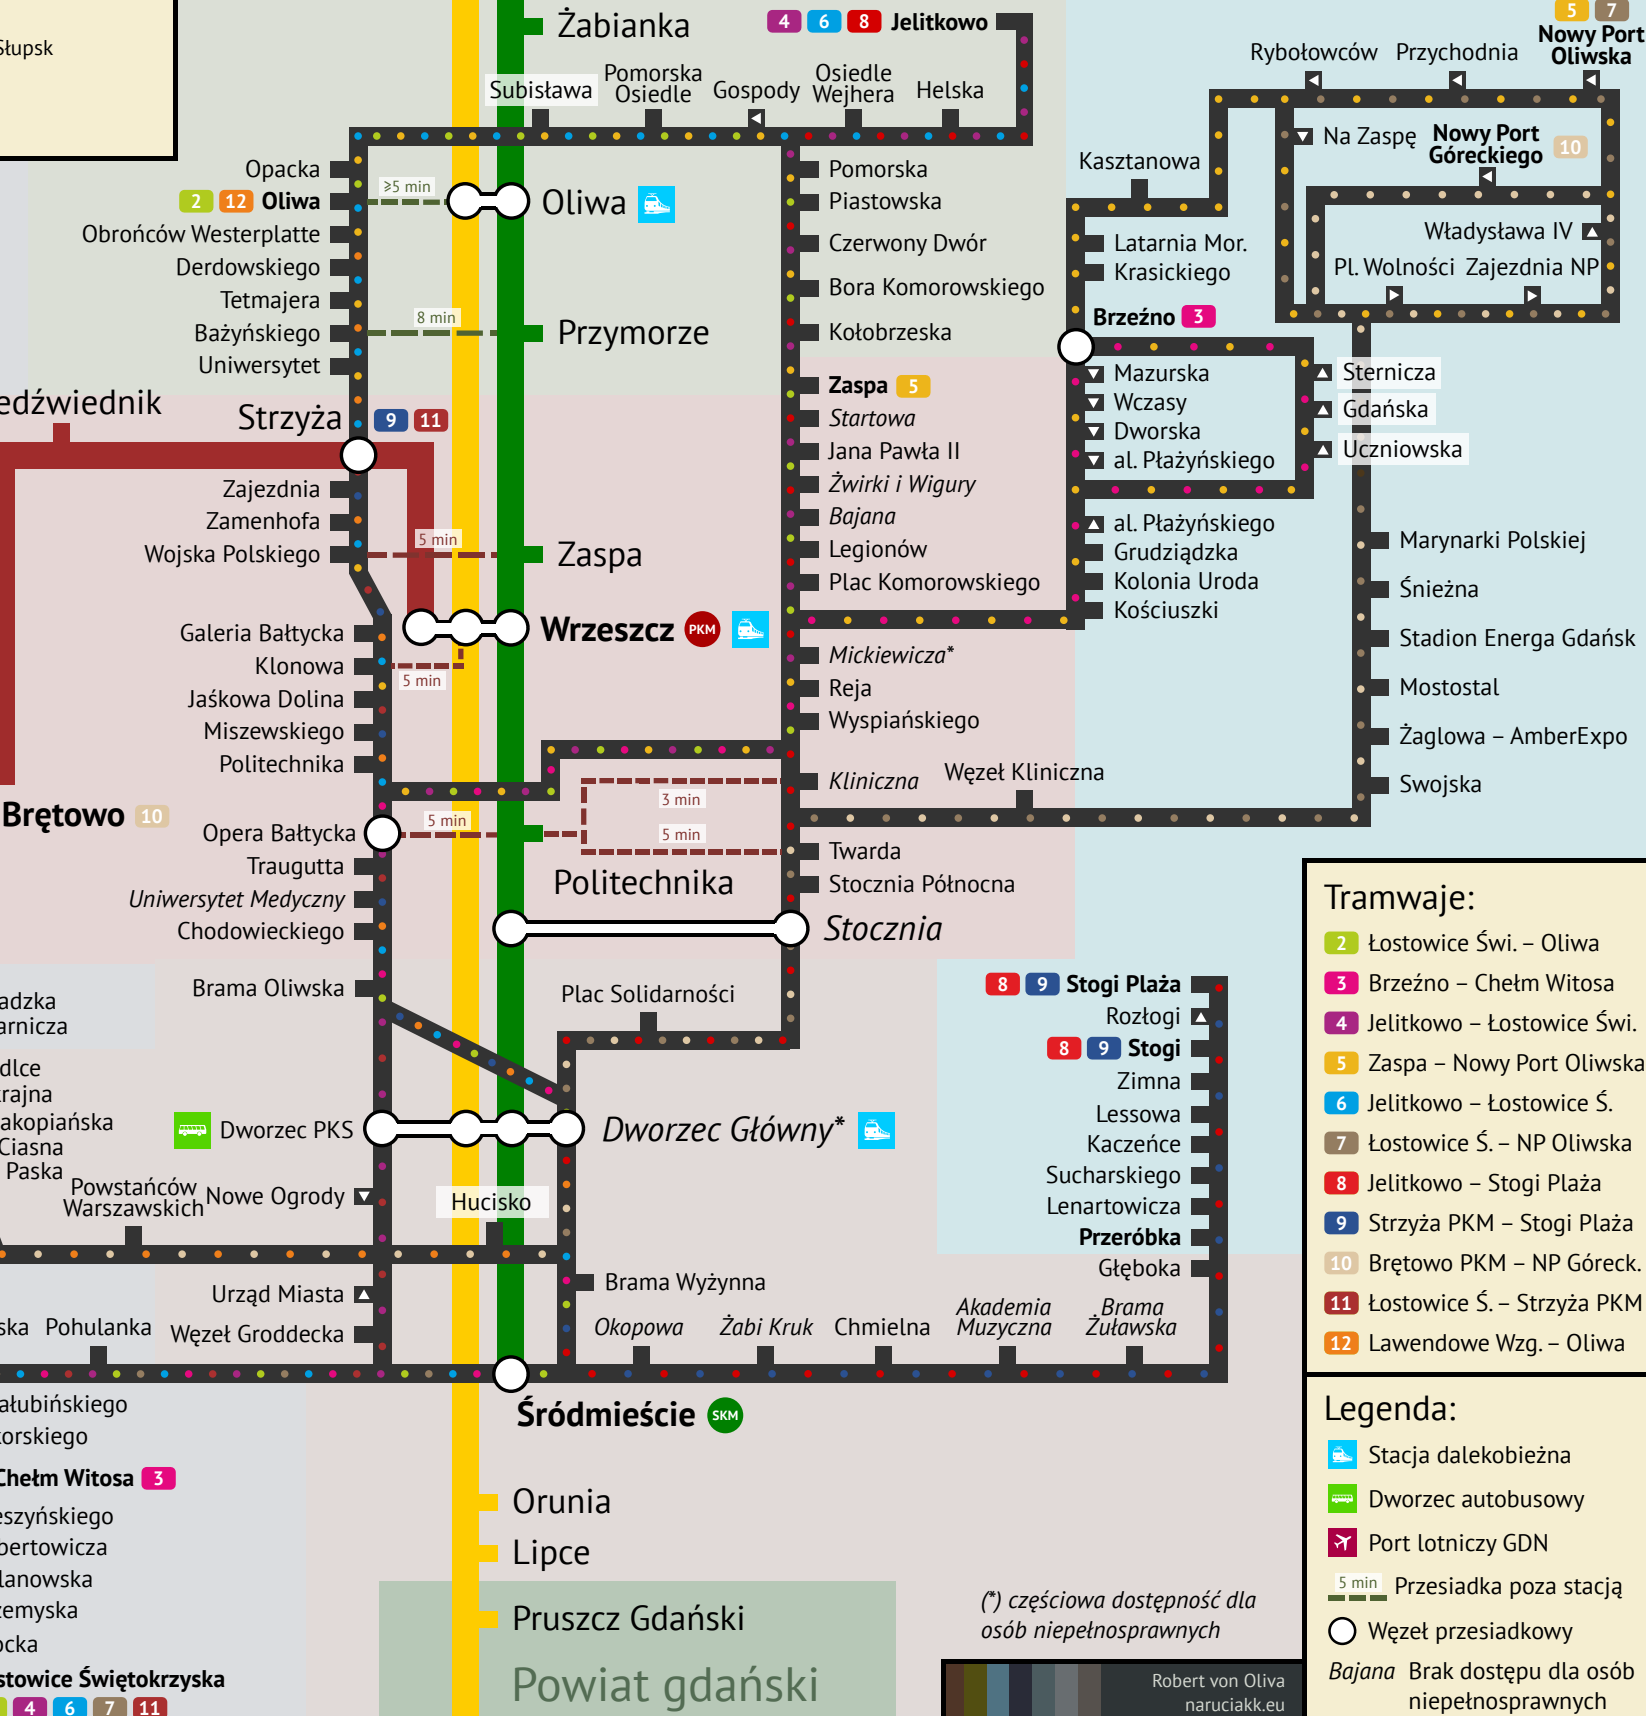 Słupsk
Żabianka
4 6 8 Jelitkowo
Subisława
Pomorska
Osiedle
Gospody
Osiedle
Wejhera
Helska
5 7
Nowy Port
Oliwska
Rybołowców
Przychodnia
Na Zaspę
Nowy Port
Góreckiego 10
Władysława IV
Pl. Wolności
Zajezdnia NP
Kasztanowa
Latarnia Mor.
Krasickiego
Brzeźno 3
Mazurska
Wczasy
Dworska
al. Płażyńskiego
Sternicza
Gdańska
Uczniowska
al. Płażyńskiego
Grudziądzka
Kolonia Uroda
Kościuszki
Marynarki Polskiej
Śnieżna
Stadion Energa Gdańsk
Mostostal
Żaglowa – AmberExpo
Swojska
Opacka
2 12 Oliwa
Obrońców Westerplatte
Derdowskiego
Tetmajera
Bażyńskiego
Uniwersytet
≥5 min
Oliwa
8 min
Przymorze
Pomorska
Piastowska
Czerwony Dwór
Bora Komorowskiego
Kołobrzeska
Zaspa 5
Startowa
Jana Pawła II
Żwirki i Wigury
Bajana
Legionów
Plac Komorowskiego
Mickiewicza*
Reja
Wyspiańskiego
Kliniczna
Węzeł Kliniczna
Twarda
Stocznia Północna
Stocznia
edźwiednik
Strzyża 9 11
Zajezdnia
Zamenhofa
Wojska Polskiego
5 min
Zaspa
Galeria Bałtycka
Klonowa
Jaśkowa Dolina
Miszewskiego
Politechnika
Wrzeszcz PKM
5 min
Brętowo 10
Opera Bałtycka
Traugutta
Uniwersytet Medyczny
Chodowieckiego
Brama Oliwska
5 min
3 min
5 min
Politechnika
Plac Solidarności
Dworzec PKS
Dworzec Główny*
adzka
arnicza
dlce
rajna
akopiańska
Ciasna
Paska
Powstańców
Warszawskich
Nowe Ogrody
Hucisko
Urząd Miasta
Węzeł Groddecka
Brama Wyżynna
ska
Pohulanka
Okopowa
Żabi Kruk
Chmielna
Akademia
Muzyczna
Brama
Żuławska
8 9 Stogi Plaża
Rozłogi
8 9 Stogi
Zimna
Lessowa
Kaczeńce
Sucharskiego
Lenartowicza
Przeróbka
Głęboka
Śródmieście SKM
Orunia
Lipce
Pruszcz Gdański
Powiat gdański
ałubińskiego
orskiego
Chełm Witosa 3
eszyńskiego
bertowicza
lanowska
zemyska
ocka
stowice Świętokrzyska
4 6 7 11
Tramwaje:
2 Łostowice Świ. – Oliwa
3 Brzeźno – Chełm Witosa
4 Jelitkowo – Łostowice Świ.
5 Zaspa – Nowy Port Oliwska
6 Jelitkowo – Łostowice Ś.
7 Łostowice Ś. – NP Oliwska
8 Jelitkowo – Stogi Plaża
9 Strzyża PKM – Stogi Plaża
10 Brętowo PKM – NP Góreck.
11 Łostowice Ś. – Strzyża PKM
12 Lawendowe Wzg. – Oliwa
Legenda:
Stacja dalekobieżna
Dworzec autobusowy
Port lotniczy GDN
5 min Przesiadka poza stacją
Węzeł przesiadkowy
Bajana Brak dostępu dla osób
niepełnosprawnych
(*) częściowa dostępność dla
osób niepełnosprawnych
Robert von Oliva
naruciakk.eu